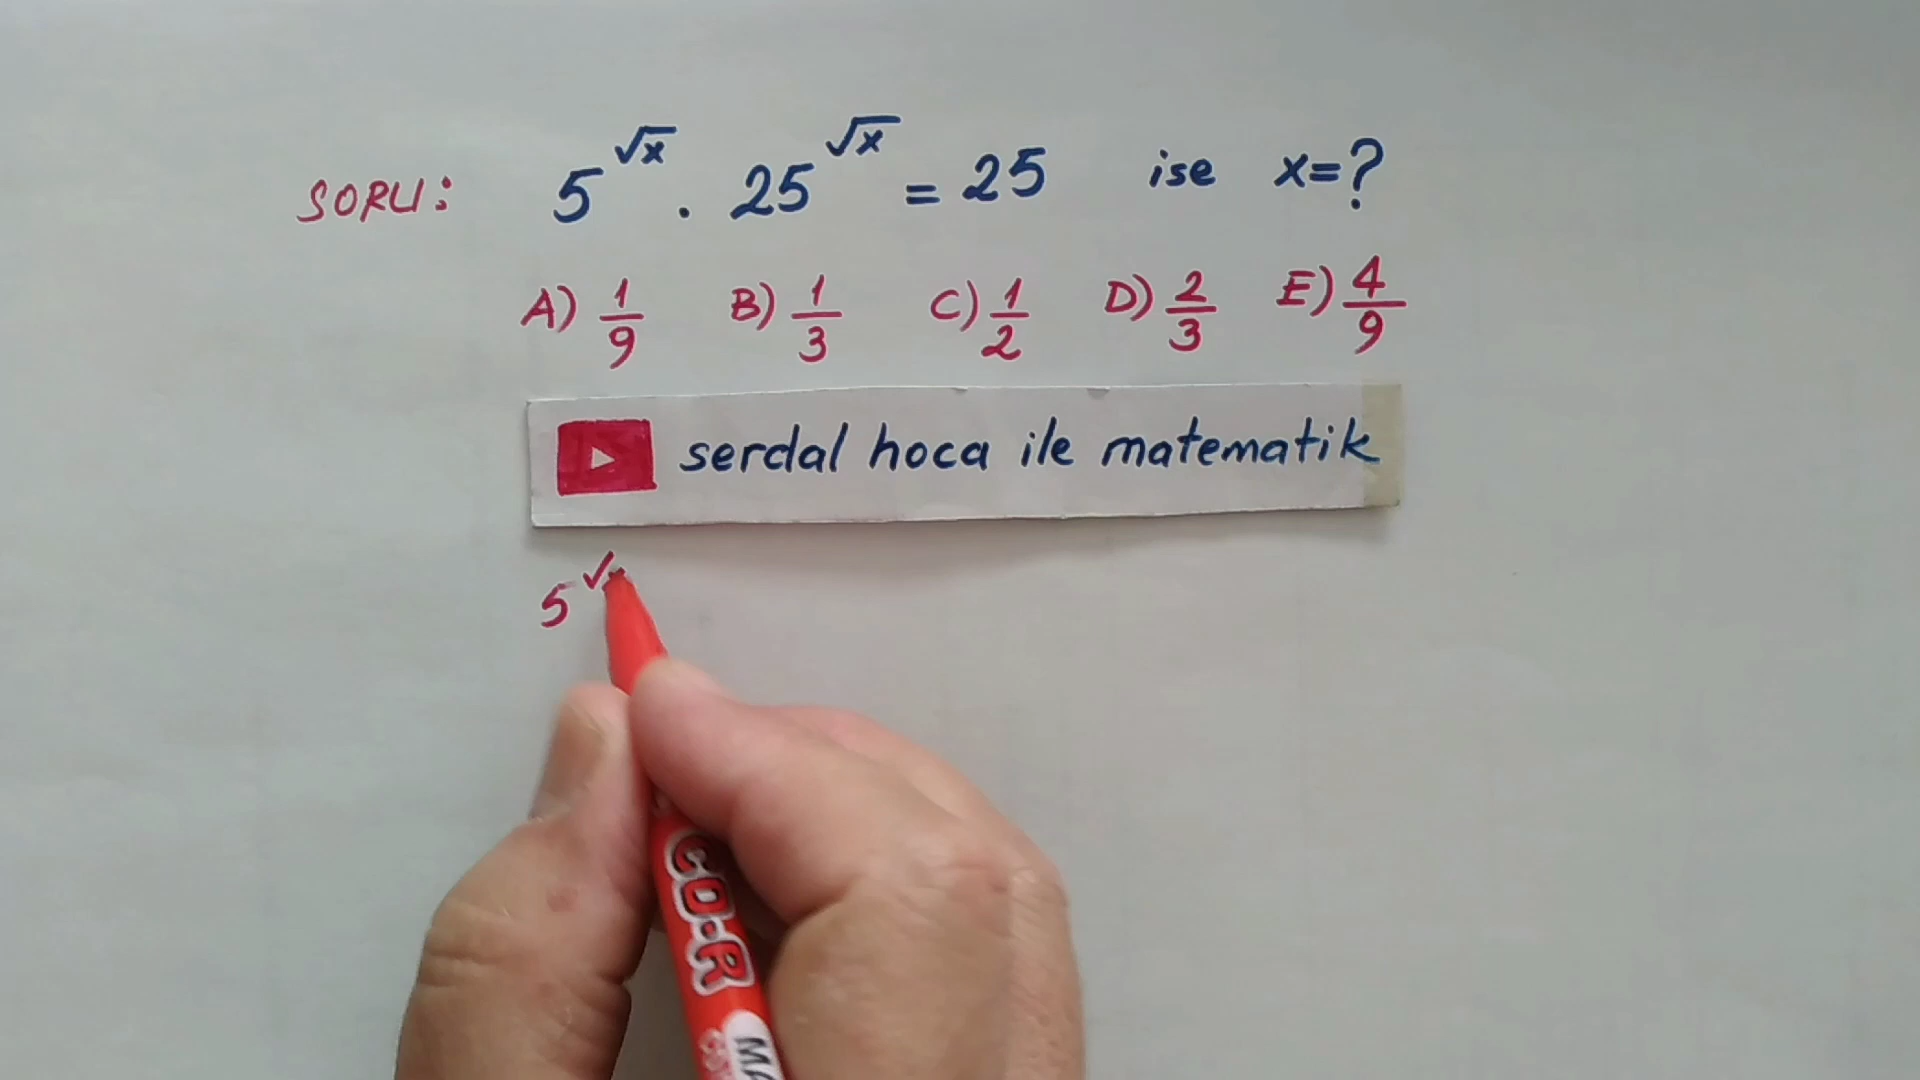 SORU: 5^√x . 25^√x = 25 ise x=?
A) 1/9 B) 1/3 C) 1/2 D) 2/3 E) 4/9
serdal hoca ile matematik
5^√
CO-R